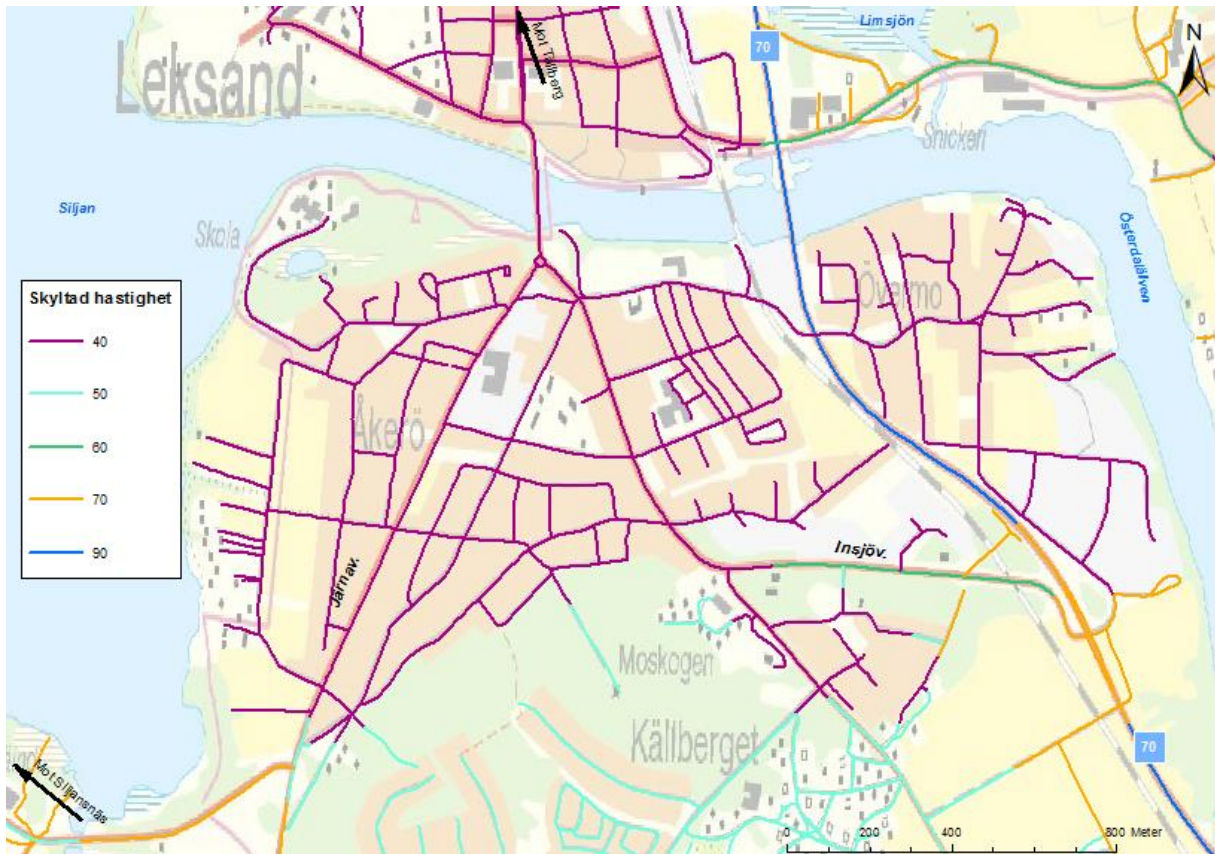 Limsjön
N
70
Mot Tällberg
Leksand
Snickeri
Siljan
Skola
Österdalälven
Övermo
Skyltad hastighet
40
50
60
70
90
Åkerö
Insjöv.
Järnav.
Moskogen
Källberget
70
Mot Siljansnäs
0 200 400 800 Meter